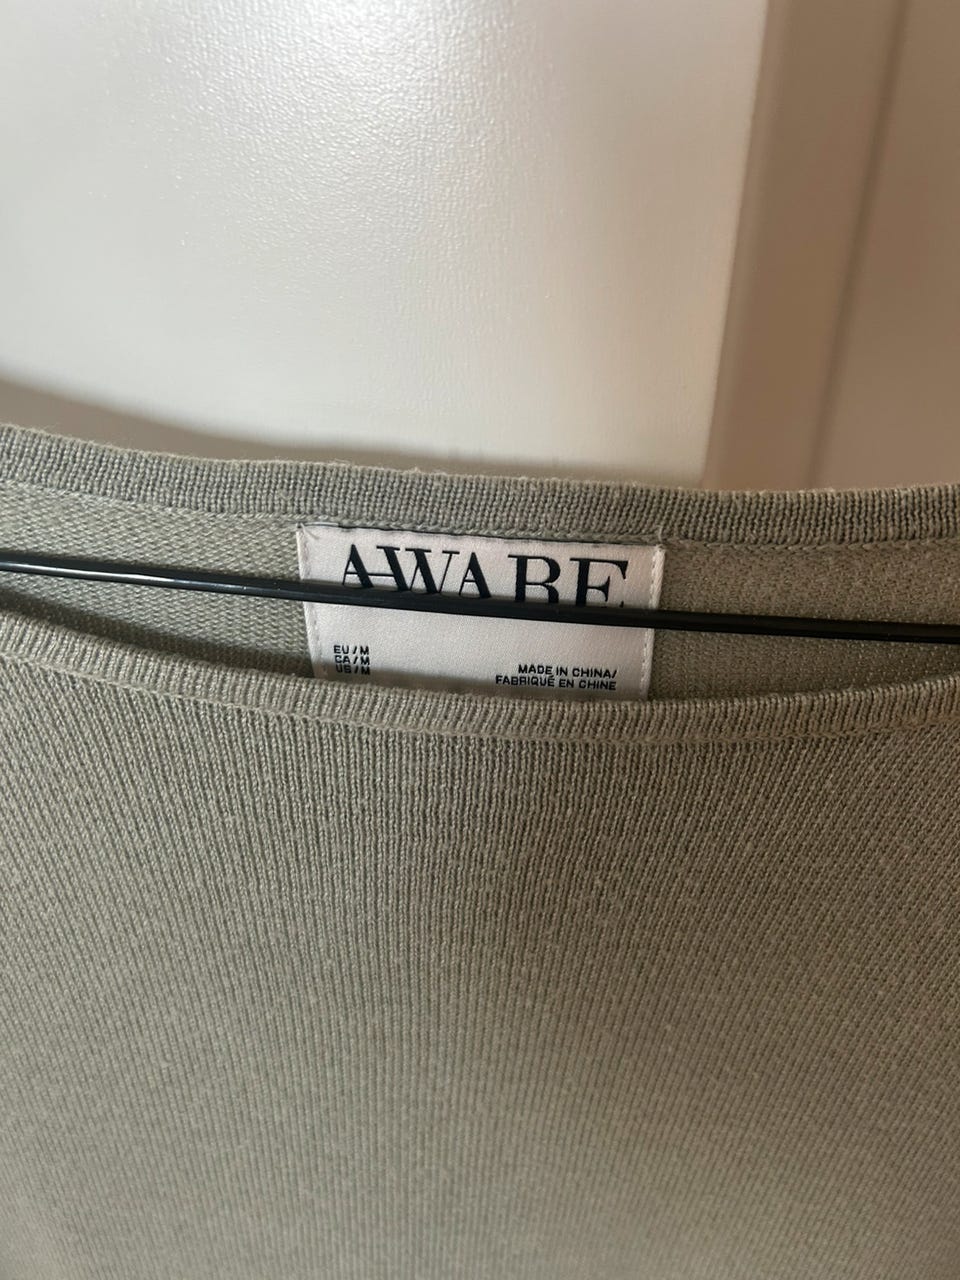 AWARE
EU/M
CA/M
US/M
MADE IN CHINA/
FABRIQUÉ EN CHINE